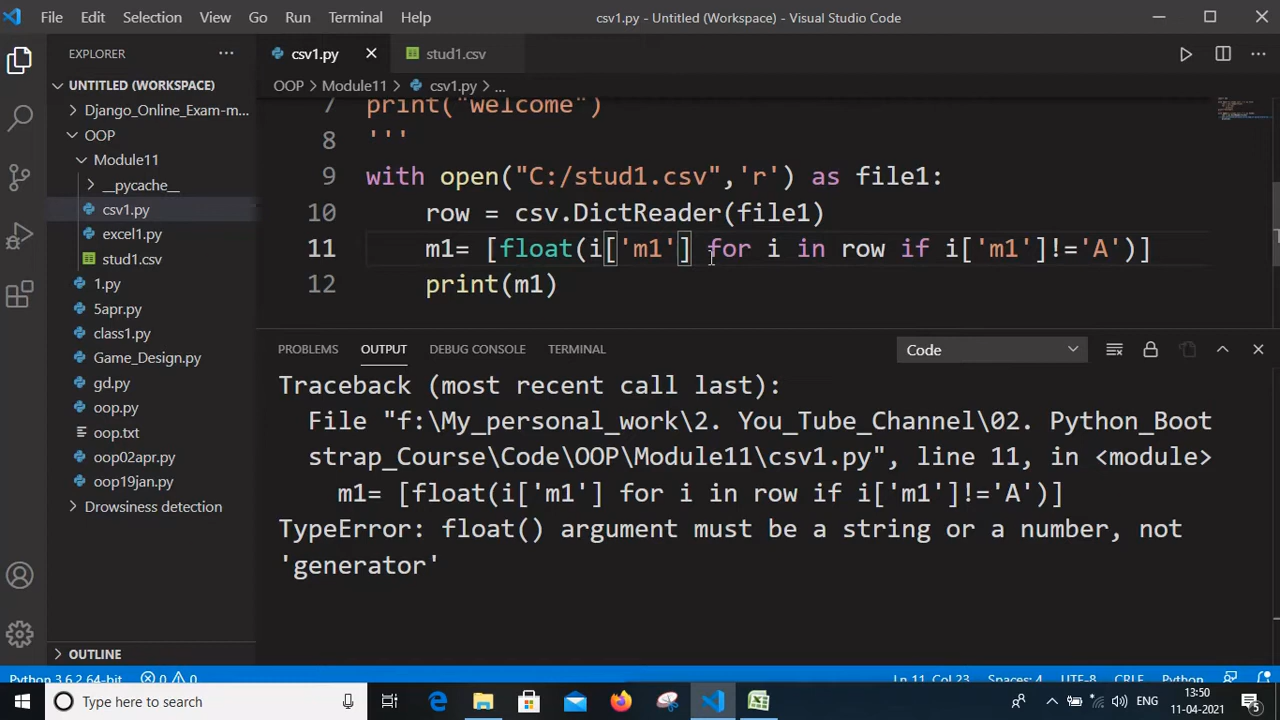 File Edit Selection View Go Run Terminal Help csv1.py - Untitled (Workspace) - Visual Studio Code
EXPLORER
UNTITLED (WORKSPACE)
Django_Online_Exam-m...
OOP
Module11
__pycache__
csv1.py
excel1.py
stud1.csv
1.py
5apr.py
class1.py
Game_Design.py
gd.py
oop.py
oop.txt
oop02apr.py
oop19jan.py
Drowsiness detection
OUTLINE
csv1.py stud1.csv
OOP > Module11 > csv1.py > ...
7 print("welcome")
8 '''
9 with open("C:/stud1.csv",'r') as file1:
10 row = csv.DictReader(file1)
11 m1= [float(i['m1'] for i in row if i['m1']!='A')]
12 print(m1)
PROBLEMS OUTPUT DEBUG CONSOLE TERMINAL Code
Traceback (most recent call last):
File "f:\My_personal_work\2. You_Tube_Channel\02. Python_Boot
strap_Course\Code\OOP\Module11\csv1.py", line 11, in <module>
m1= [float(i['m1'] for i in row if i['m1']!='A')]
TypeError: float() argument must be a string or a number, not
'generator'
Python 3.6.2 64-bit 0 0 Ln 11, Col 23 Spaces: 4 UTF-8 CRLF Python
Type here to search ENG 13:50
11-04-2021 5